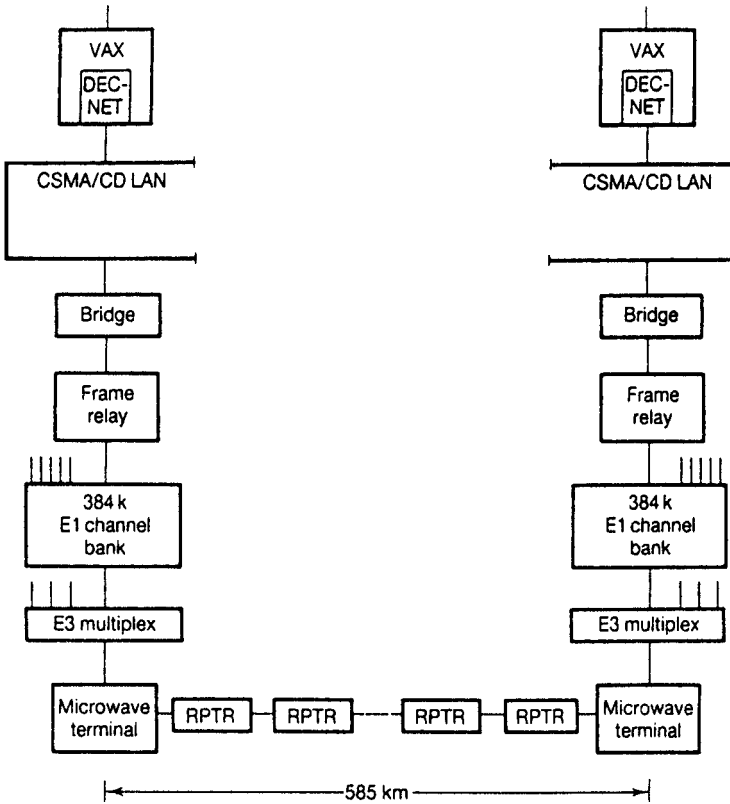 VAX
DEC-
NET
CSMA/CD LAN
Bridge
Frame
relay
384 k
E1 channel
bank
E3 multiplex
Microwave
terminal
RPTR
RPTR
RPTR
RPTR
VAX
DEC-
NET
CSMA/CD LAN
Bridge
Frame
relay
384 k
E1 channel
bank
E3 multiplex
Microwave
terminal
585 km